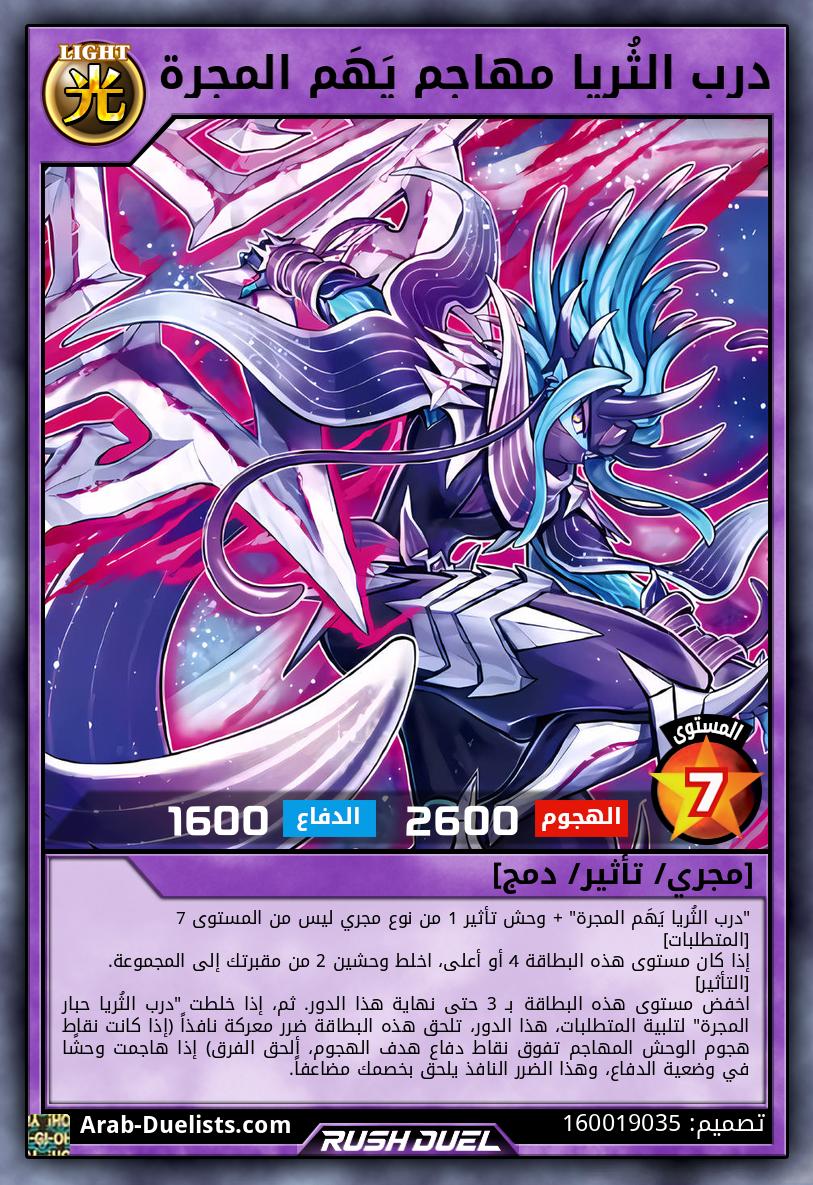 LIGHT
光
درب الثُريا مهاجم يَهَم المجرة
المستوى
7
الهجوم 2600 الدفاع 1600
[مجري/ تأثير/ دمج]
"درب الثُريا يَهَم المجرة" + وحش تأثير 1 من نوع مجري ليس من المستوى 7
[المتطلبات]
إذا كان مستوى هذه البطاقة 4 أو أعلى، اخلط وحشين 2 من مقبرتك إلى المجموعة.
[التأثير]
اخفض مستوى هذه البطاقة بـ 3 حتى نهاية هذا الدور. ثم، إذا خلطت "درب الثُريا حبار
المجرة" لتلبية المتطلبات، هذا الدور، تلحق هذه البطاقة ضرر معركة نافذاً (إذا كانت نقاط
هجوم الوحش المهاجم تفوق نقاط دفاع هدف الهجوم، ألحق الفرق) إذا هاجمت وحشًا
في وضعية الدفاع، وهذا الضرر النافذ يلحق بخصمك مضاعفاً.
تصميم: 160019035
RUSH DUEL
Arab-Duelists.com